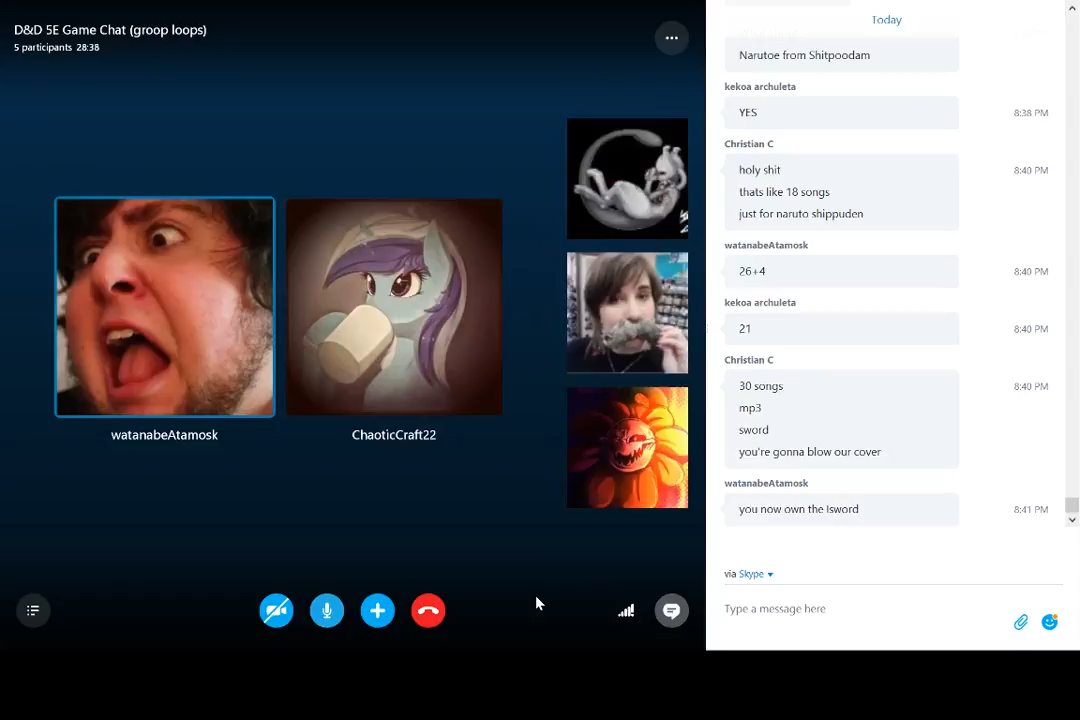 D&D 5E Game Chat (groop loops)
5 participants 28:38
watanabeAtamosk
ChaoticCraft22
Today
Narutoe from Shitpoodam
kekoa archuleta
YES
8:38 PM
Christian C
holy shit
8:40 PM
thats like 18 songs
just for naruto shippuden
watanabeAtamosk
26+4
8:40 PM
kekoa archuleta
21
8:40 PM
Christian C
30 songs
8:40 PM
mp3
sword
you're gonna blow our cover
watanabeAtamosk
you now own the Isword
8:41 PM
via Skype
Type a message here